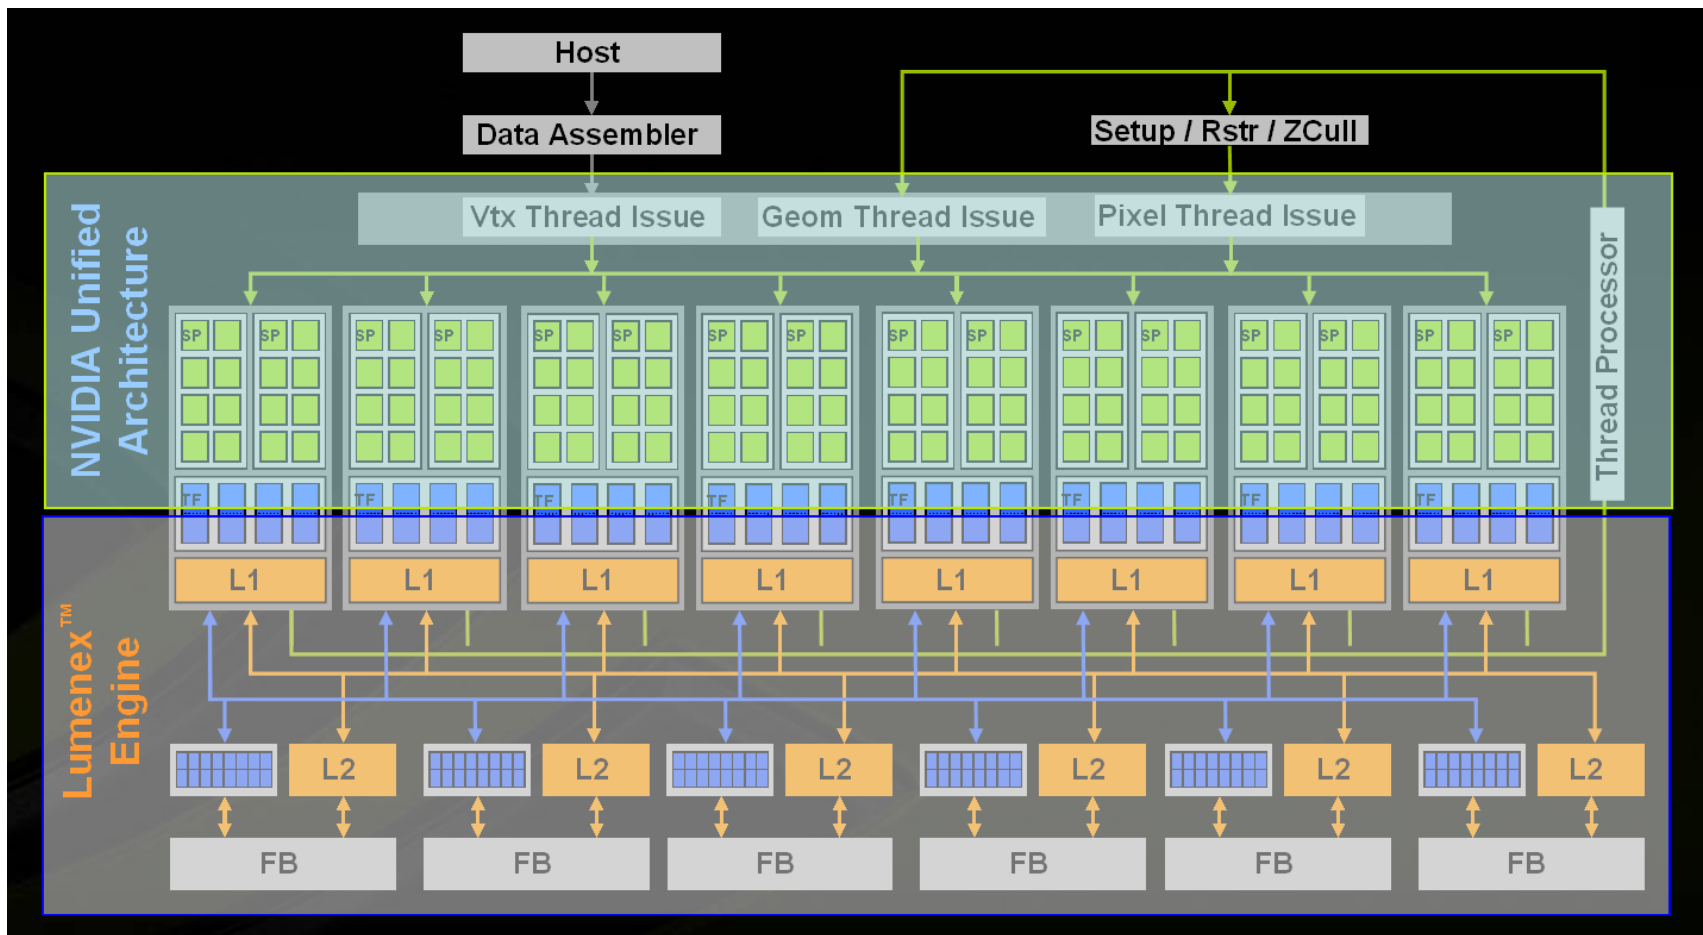 Host
Data Assembler
Setup / Rstr / ZCull
NVIDIA Unified
Architecture
Vtx Thread Issue
Geom Thread Issue
Pixel Thread Issue
Thread Processor
SP SP SP SP SP SP SP SP SP SP SP SP SP SP SP SP
TF TF TF TF TF TF TF TF
L1 L1 L1 L1 L1 L1 L1 L1
Lumenex™
Engine
L2 L2 L2 L2 L2 L2
FB FB FB FB FB FB